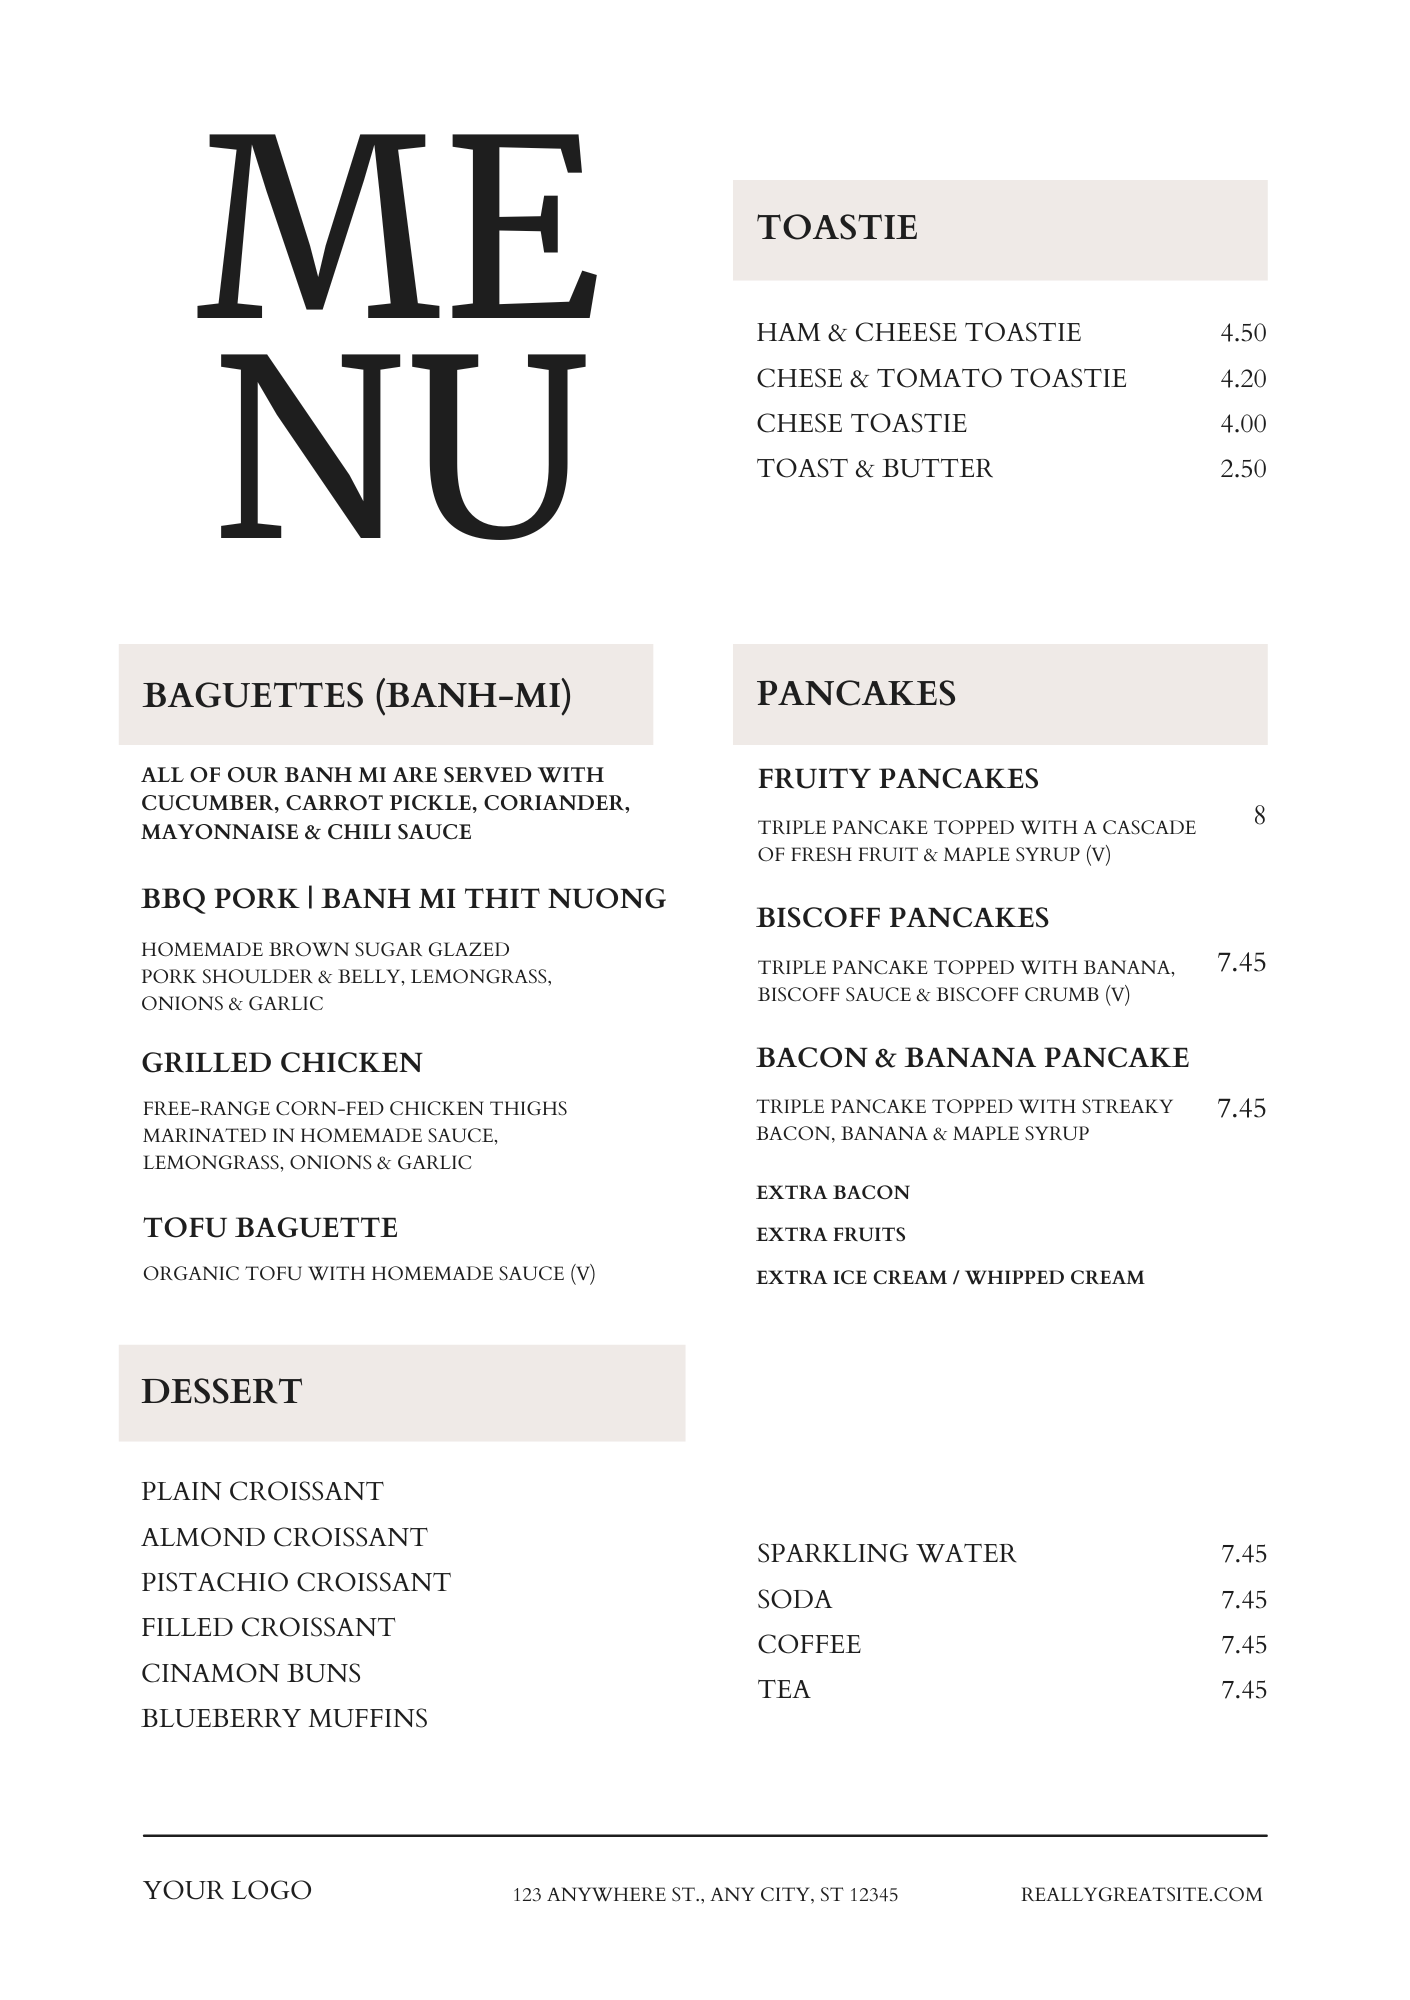 ME
NU
TOASTIE
HAM & CHEESE TOASTIE 4.50
CHESE & TOMATO TOASTIE 4.20
CHESE TOASTIE 4.00
TOAST & BUTTER 2.50
BAGUETTES (BANH-MI)
ALL OF OUR BANH MI ARE SERVED WITH
CUCUMBER, CARROT PICKLE, CORIANDER,
MAYONNAISE & CHILI SAUCE
BBQ PORK | BANH MI THIT NUONG
HOMEMADE BROWN SUGAR GLAZED
PORK SHOULDER & BELLY, LEMONGRASS,
ONIONS & GARLIC
GRILLED CHICKEN
FREE-RANGE CORN-FED CHICKEN THIGHS
MARINATED IN HOMEMADE SAUCE,
LEMONGRASS, ONIONS & GARLIC
TOFU BAGUETTE
ORGANIC TOFU WITH HOMEMADE SAUCE (V)
PANCAKES
FRUITY PANCAKES
8
TRIPLE PANCAKE TOPPED WITH A CASCADE
OF FRESH FRUIT & MAPLE SYRUP (V)
BISCOFF PANCAKES
TRIPLE PANCAKE TOPPED WITH BANANA, 7.45
BISCOFF SAUCE & BISCOFF CRUMB (V)
BACON & BANANA PANCAKE
TRIPLE PANCAKE TOPPED WITH STREAKY 7.45
BACON, BANANA & MAPLE SYRUP
EXTRA BACON
EXTRA FRUITS
EXTRA ICE CREAM / WHIPPED CREAM
DESSERT
PLAIN CROISSANT
ALMOND CROISSANT
PISTACHIO CROISSANT
FILLED CROISSANT
CINAMON BUNS
BLUEBERRY MUFFINS
SPARKLING WATER 7.45
SODA 7.45
COFFEE 7.45
TEA 7.45
YOUR LOGO 123 ANYWHERE ST., ANY CITY, ST 12345 REALLYGREATSITE.COM